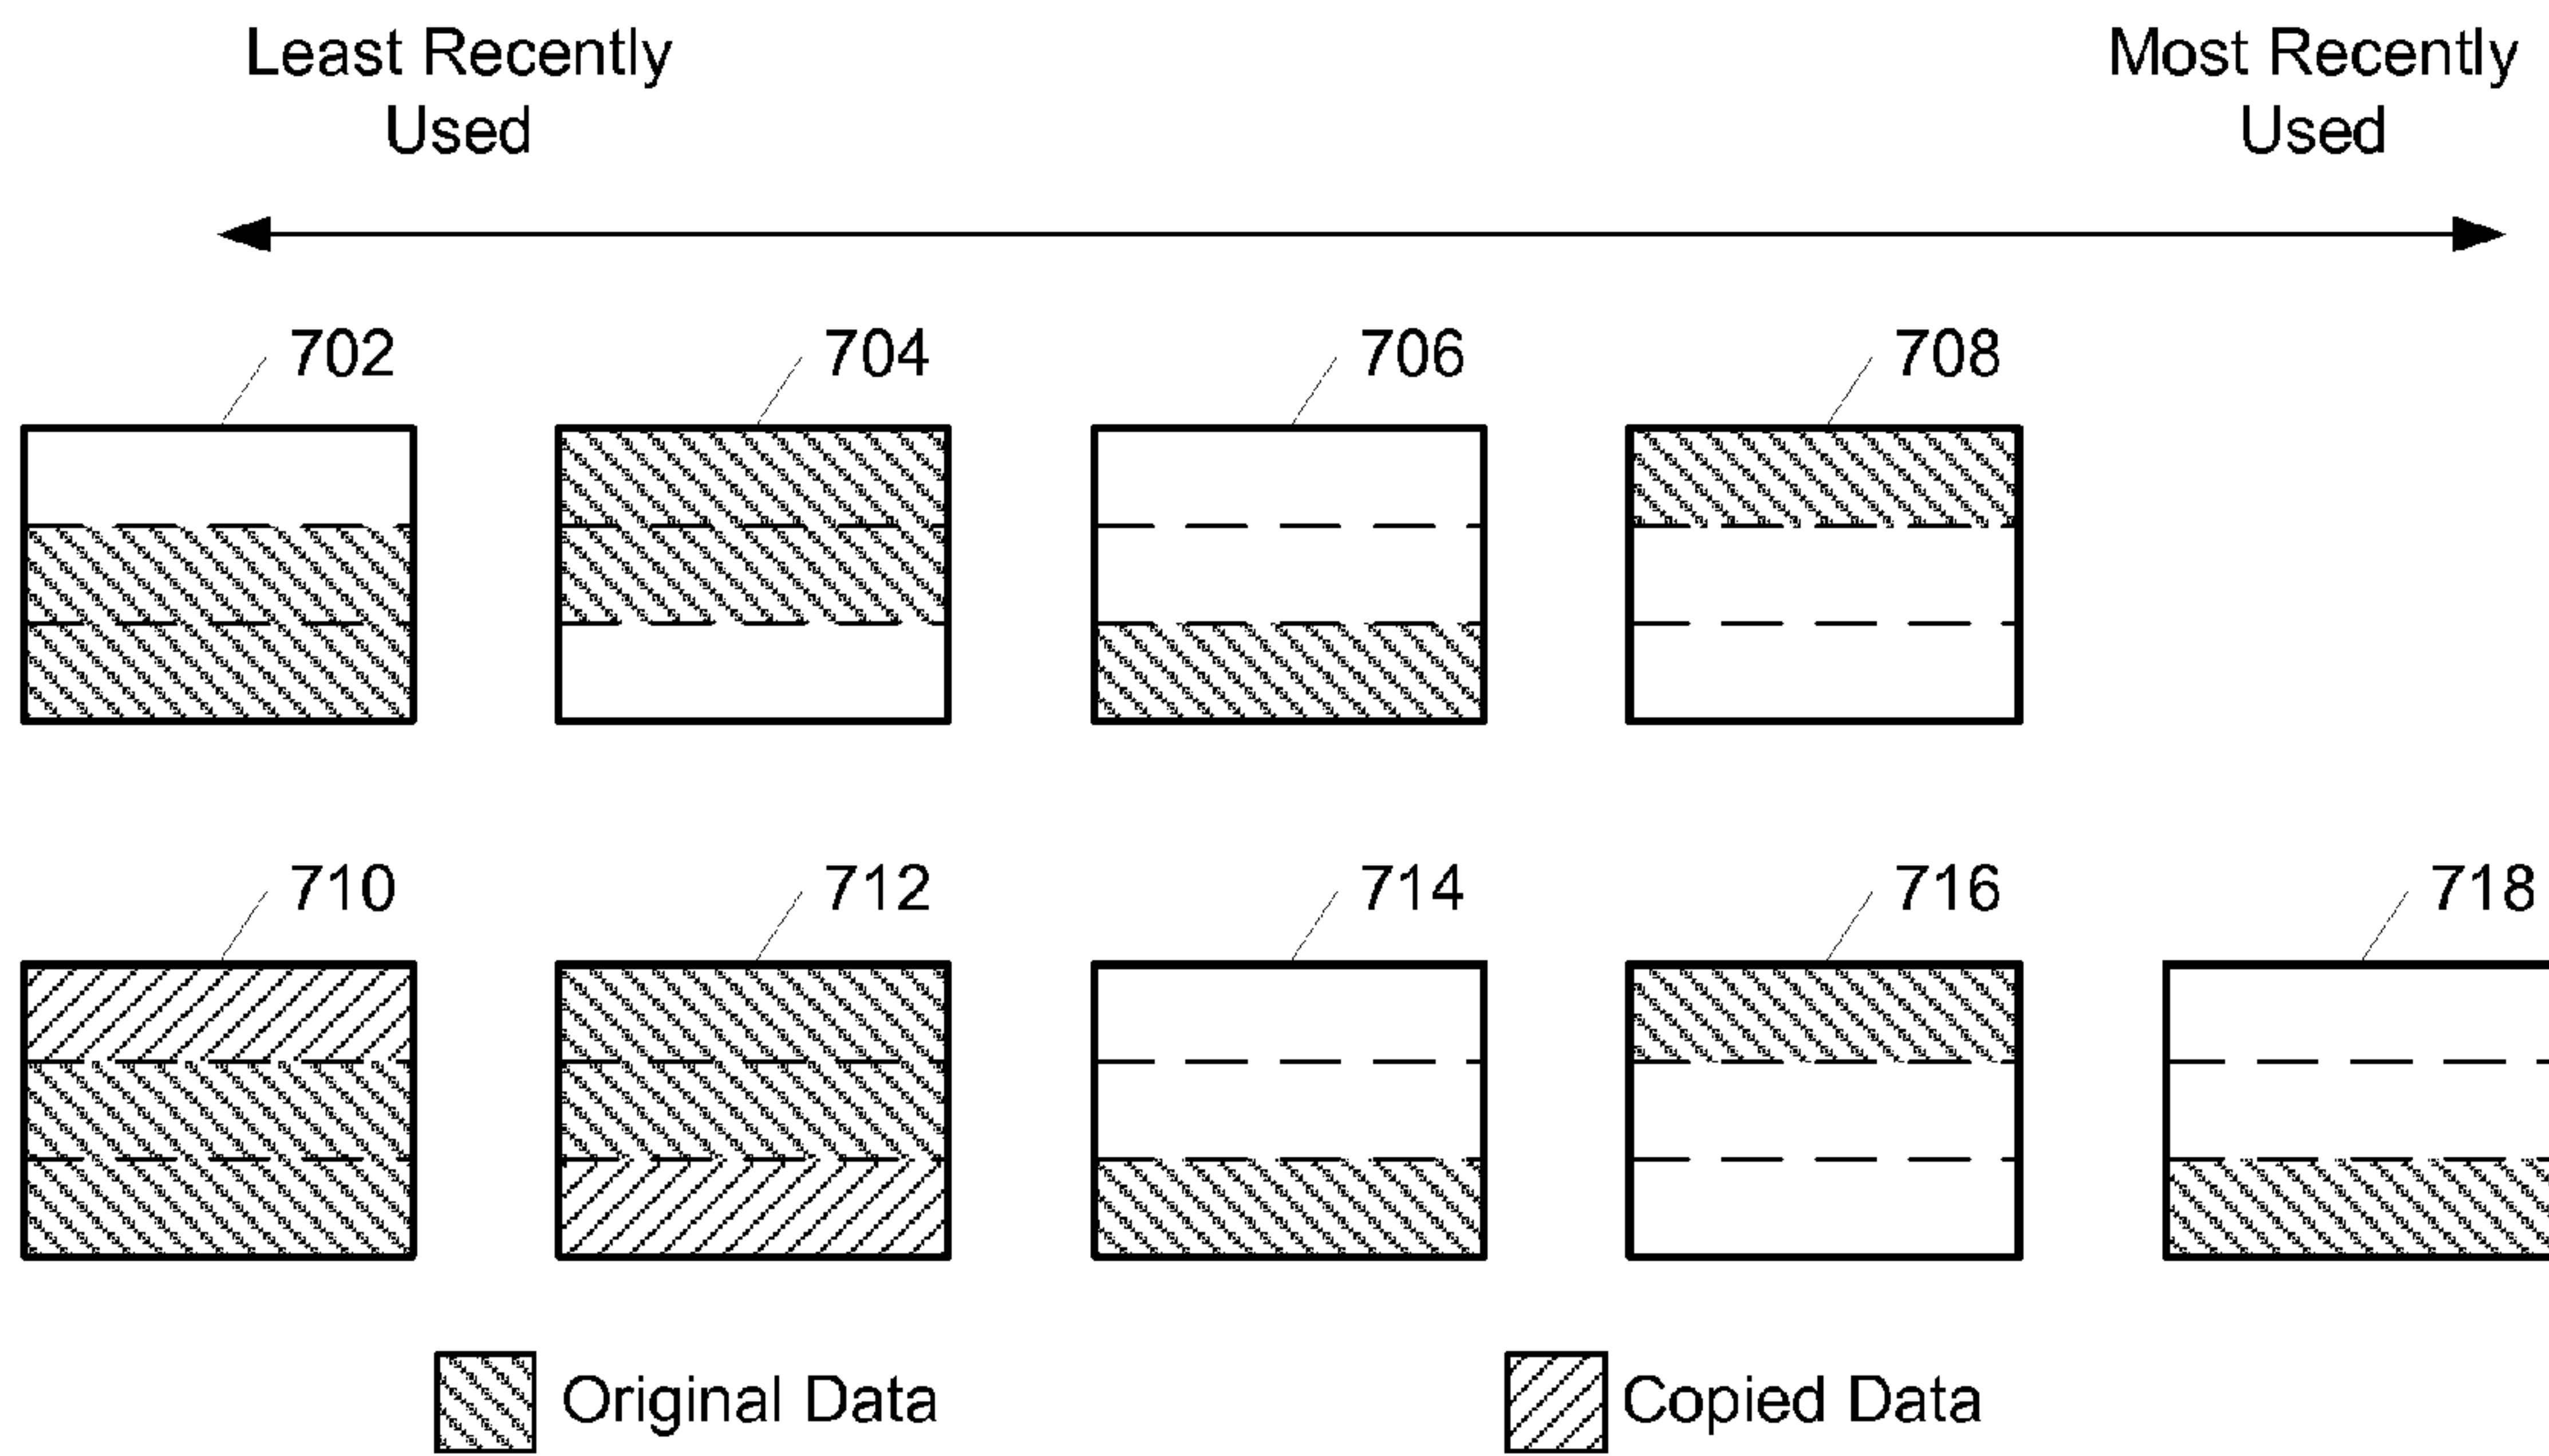 Least Recently
Used
Most Recently
Used
702
704
706
708
710
712
714
716
718
Original Data
Copied Data